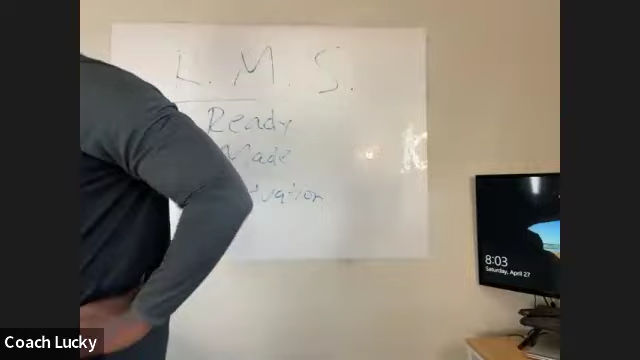 L. M. S.
Ready
Made
8:03
Saturday, April 27
Coach Lucky